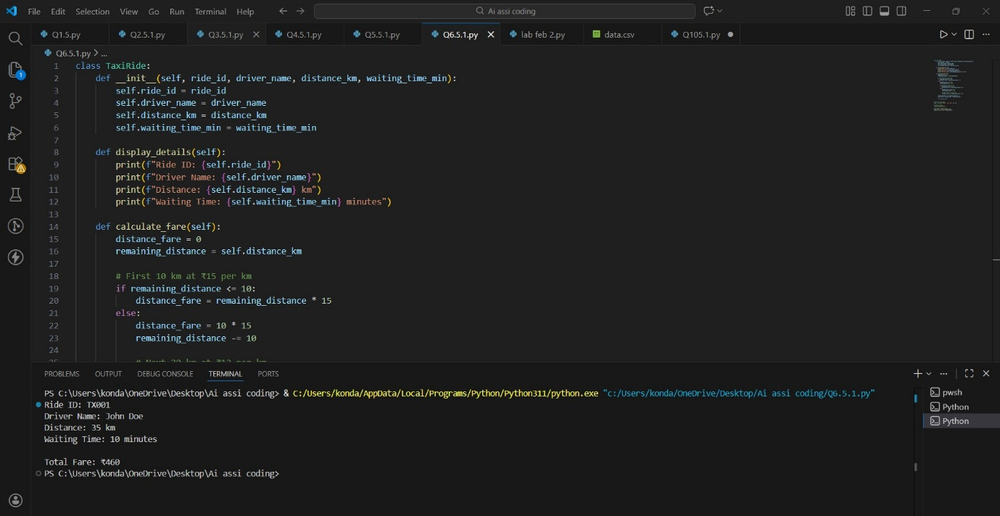 File Edit Selection View Go Run Terminal Help Ai assi coding
Q1.5.py Q2.5.1.py Q3.5.1.py Q4.5.1.py Q5.5.1.py Q6.5.1.py lab feb 2.py data.csv Q105.1.py
Q6.5.1.py > ...
1 class TaxiRide:
2 def __init__(self, ride_id, driver_name, distance_km, waiting_time_min):
3 self.ride_id = ride_id
4 self.driver_name = driver_name
5 self.distance_km = distance_km
6 self.waiting_time_min = waiting_time_min
7
8 def display_details(self):
9 print(f"Ride ID: {self.ride_id}")
10 print(f"Driver Name: {self.driver_name}")
11 print(f"Distance: {self.distance_km} km")
12 print(f"Waiting Time: {self.waiting_time_min} minutes")
13
14 def calculate_fare(self):
15 distance_fare = 0
16 remaining_distance = self.distance_km
17
18 # First 10 km at ₹15 per km
19 if remaining_distance <= 10:
20 distance_fare = remaining_distance * 15
21 else:
22 distance_fare = 10 * 15
23 remaining_distance -= 10
24
PROBLEMS OUTPUT DEBUG CONSOLE TERMINAL PORTS
PS C:\Users\konda\OneDrive\Desktop\Ai assi coding> & C:/Users/konda/AppData/Local/Programs/Python/Python311/python.exe "c:/Users/konda/OneDrive/Desktop/Ai assi coding/Q6.5.1.py"
Ride ID: TX001
Driver Name: John Doe
Distance: 35 km
Waiting Time: 10 minutes
Total Fare: ₹460
PS C:\Users\konda\OneDrive\Desktop\Ai assi coding>
pwsh
Python
Python
1